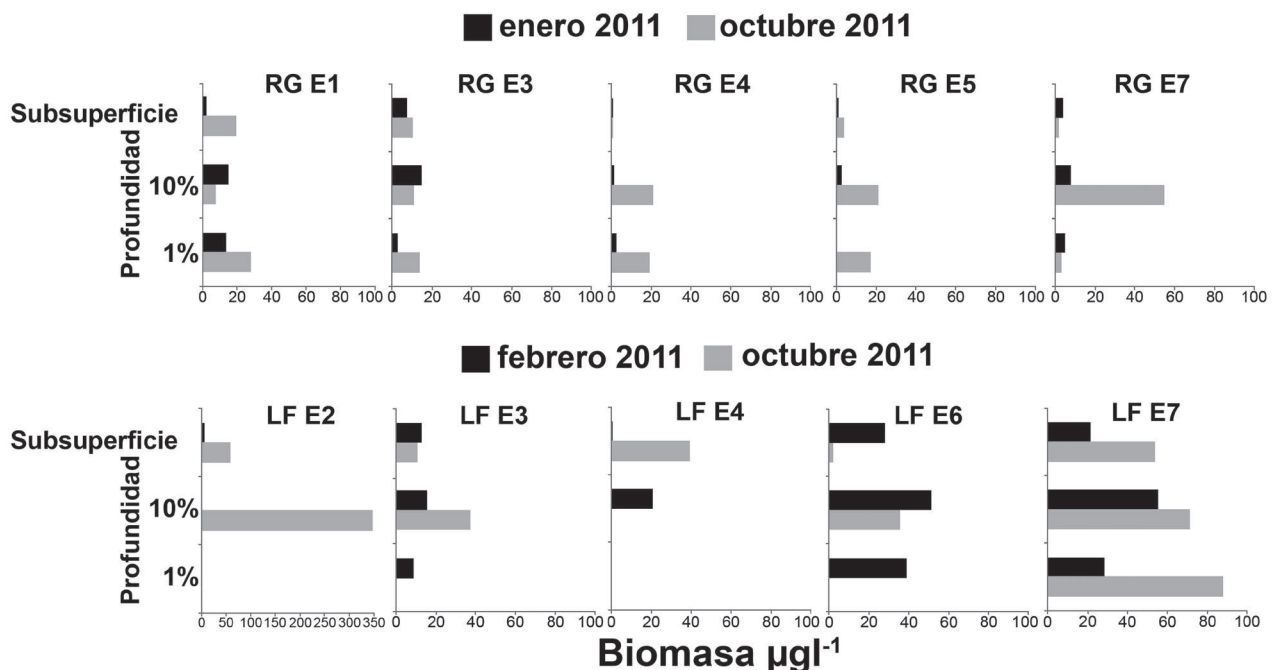 enero 2011 octubre 2011
RG E1 RG E3 RG E4 RG E5 RG E7
Subsuperficie
10%
1%
Profundidad
0 20 40 60 80 100 0 20 40 60 80 100 0 20 40 60 80 100 0 20 40 60 80 100 0 20 40 60 80 100
febrero 2011 octubre 2011
LF E2 LF E3 LF E4 LF E6 LF E7
Subsuperficie
10%
1%
Profundidad
0 50 100 150 200 250 300 350 0 20 40 60 80 100 0 20 40 60 80 100 0 20 40 60 80 100 0 20 40 60 80 100
Biomasa µgl-1